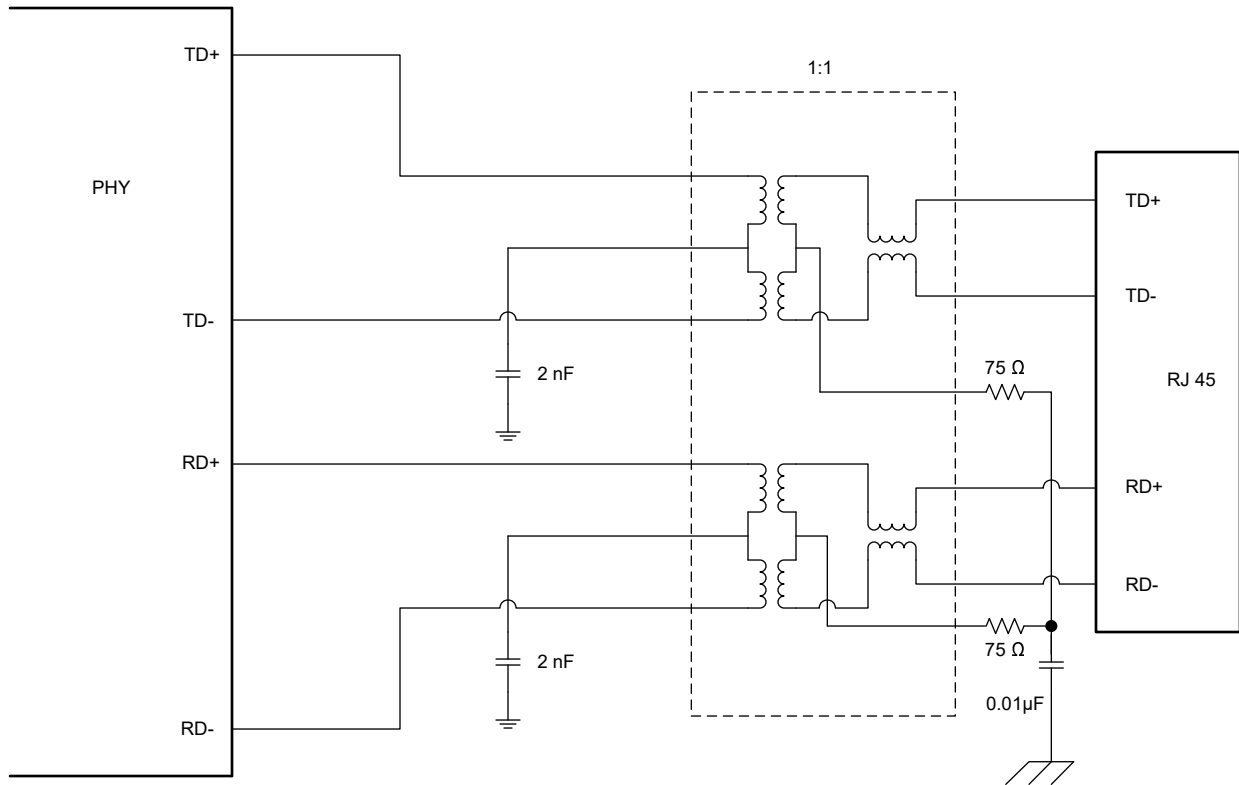 TD+
1:1
PHY
TD+
TD-
TD-
2 nF
75 Ω
RJ 45
RD+
RD+
RD-
2 nF
75 Ω
0.01µF
RD-